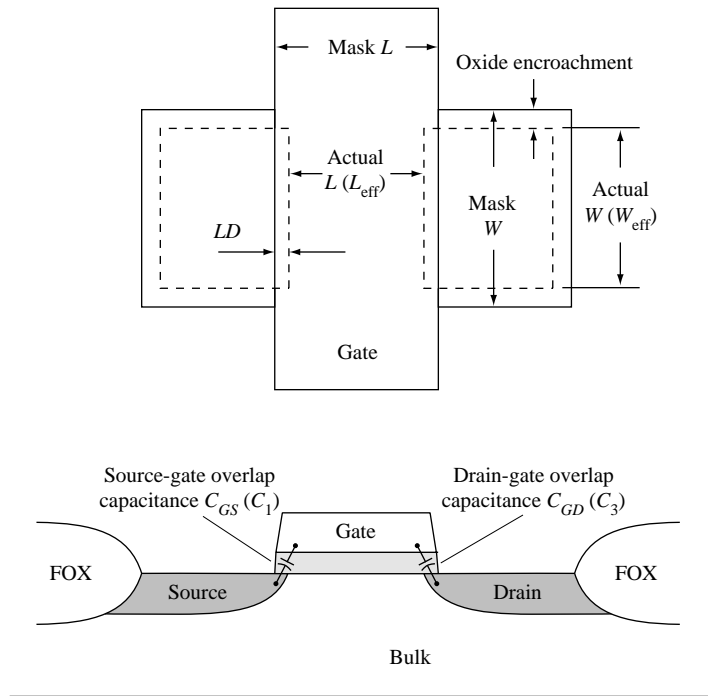 Mask L
Oxide encroachment
Actual
L (Leff)
Mask
W
Actual
W (Weff)
LD
Gate
Source-gate overlap
capacitance CGS (C1)
Drain-gate overlap
capacitance CGD (C3)
Gate
FOX
FOX
Source
Drain
Bulk